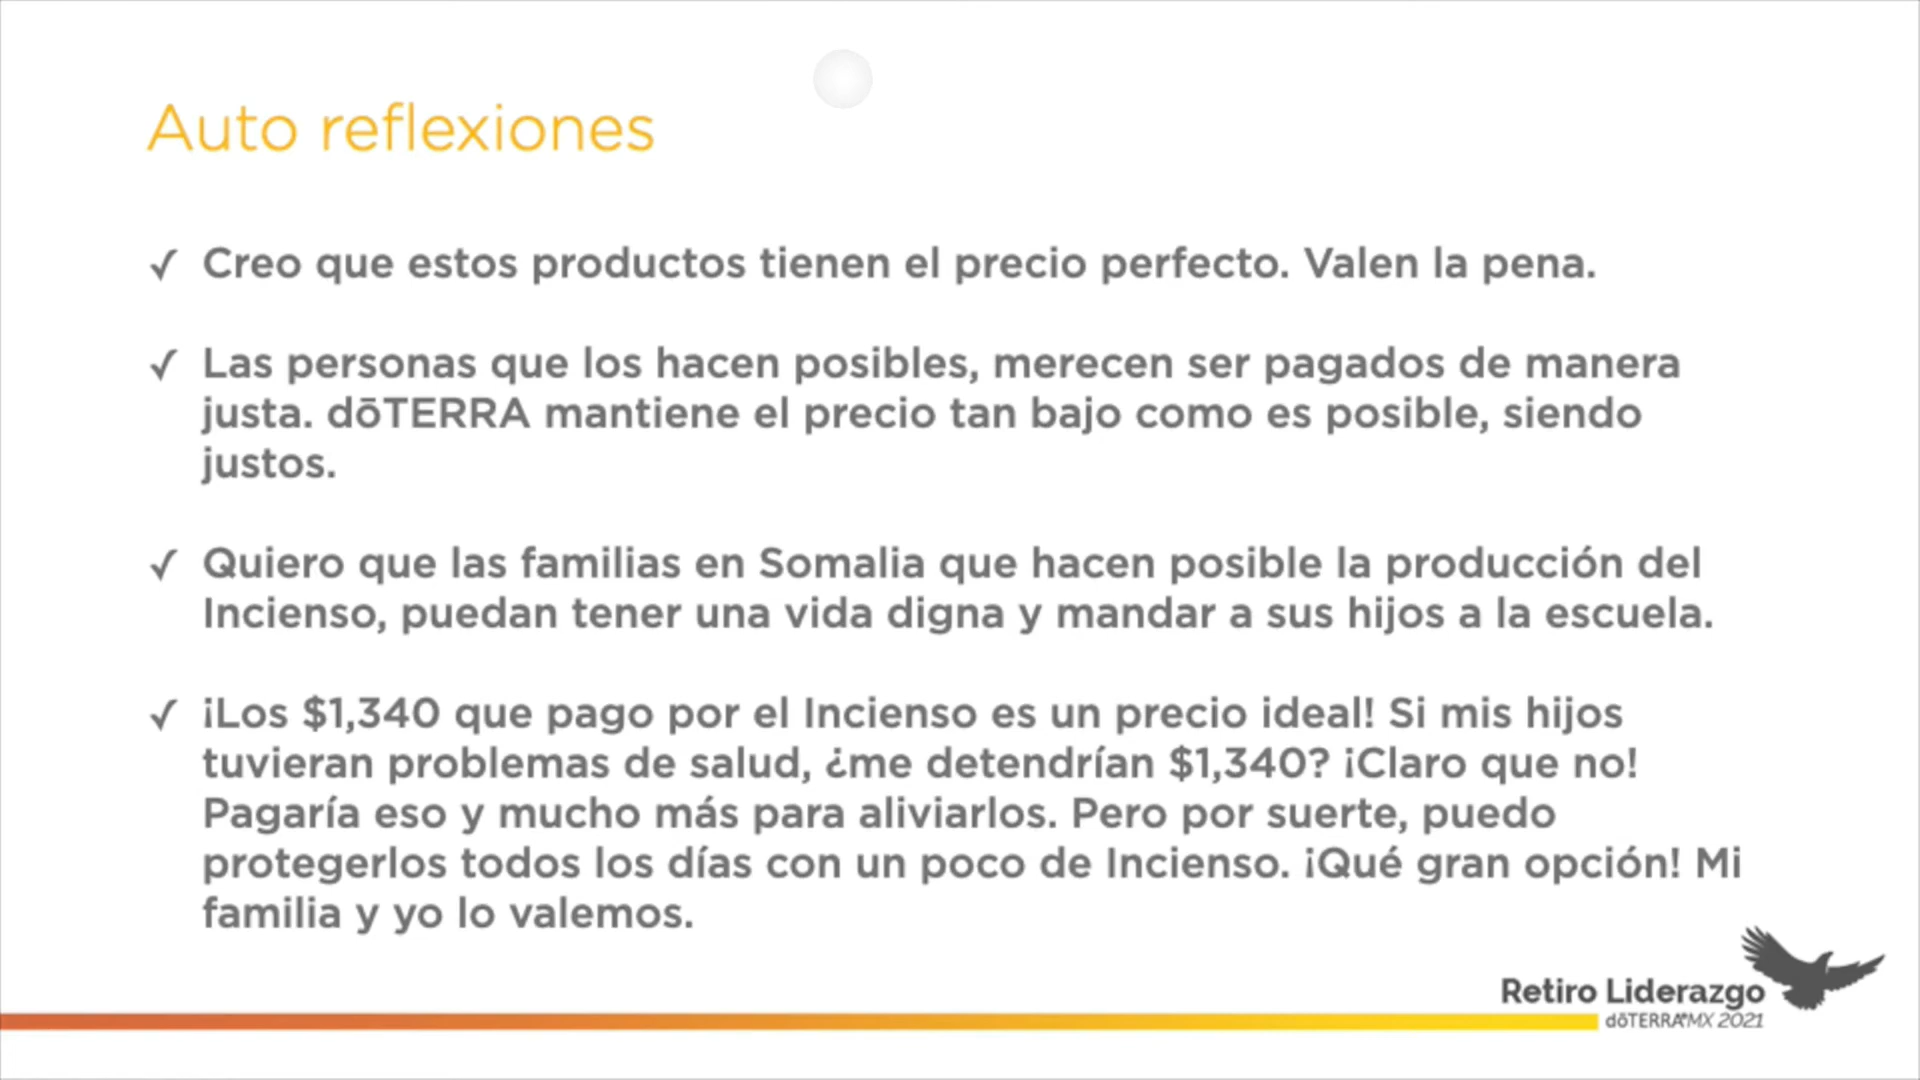 Auto reflexiones
✓ Creo que estos productos tienen el precio perfecto. Valen la pena.
✓ Las personas que los hacen posibles, merecen ser pagados de manera
justa. dōTERRA mantiene el precio tan bajo como es posible, siendo
justos.
✓ Quiero que las familias en Somalia que hacen posible la producción del
Incienso, puedan tener una vida digna y mandar a sus hijos a la escuela.
✓ ¡Los $1,340 que pago por el Incienso es un precio ideal! Si mis hijos
tuvieran problemas de salud, ¿me detendrían $1,340? ¡Claro que no!
Pagaría eso y mucho más para aliviarlos. Pero por suerte, puedo
protegerlos todos los días con un poco de Incienso. ¡Qué gran opción! Mi
familia y yo lo valemos.
Retiro Liderazgo
dōTERRA®MX 2021